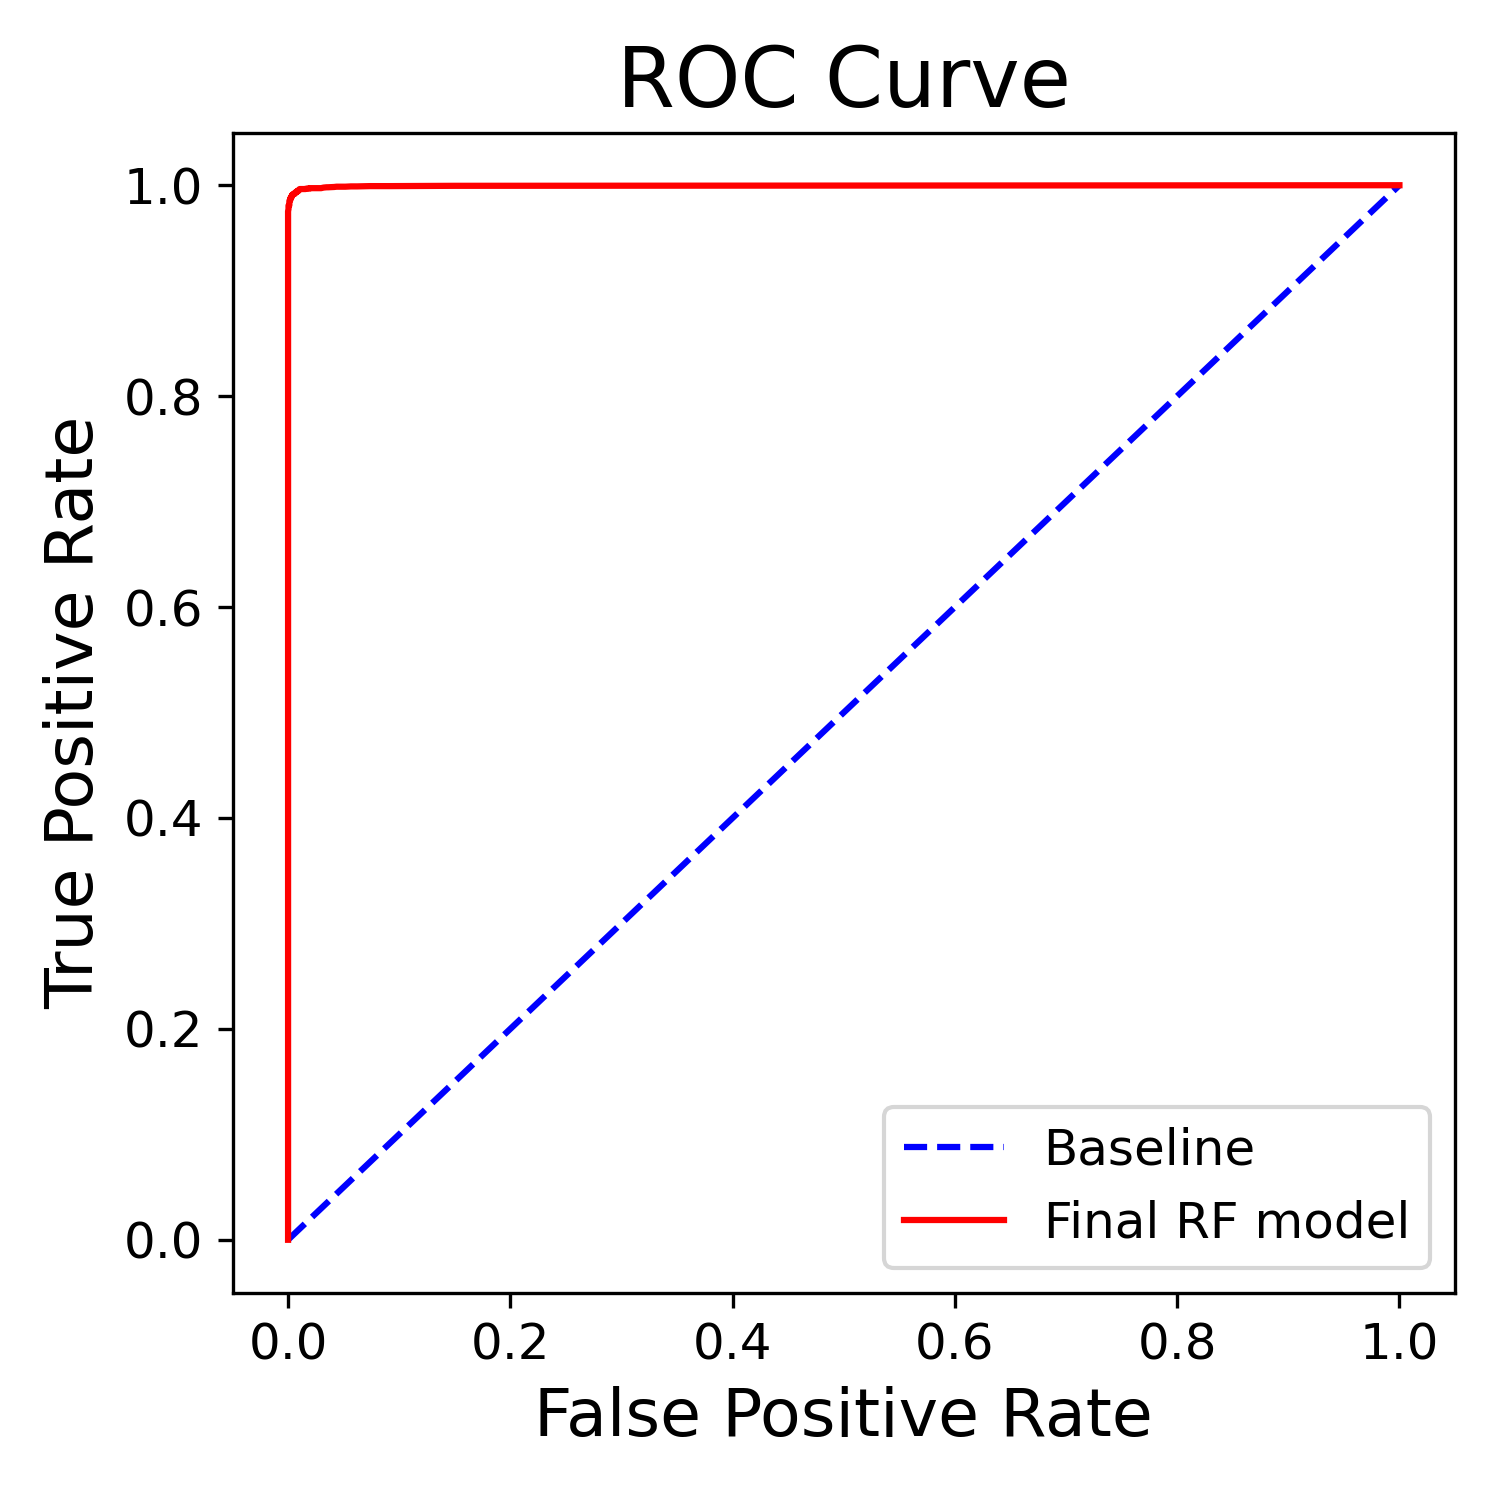 ROC Curve
True Positive Rate
1.0
0.8
0.6
0.4
0.2
0.0
Baseline
Final RF model
0.0 0.2 0.4 0.6 0.8 1.0
False Positive Rate